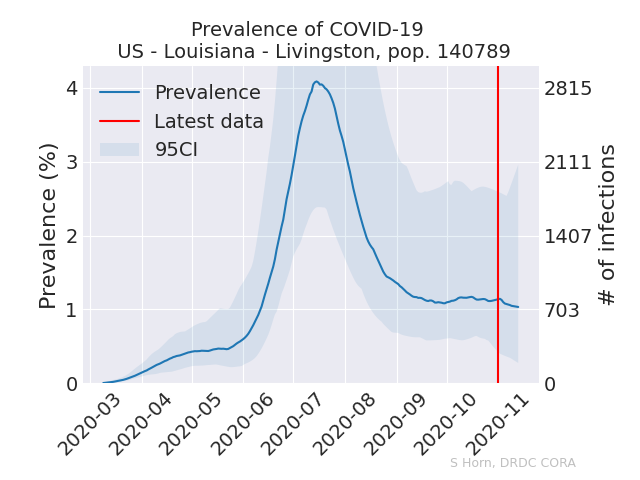 Prevalence of COVID-19
US - Louisiana - Livingston, pop. 140789
Prevalence
Latest data
95CI
Prevalence (%)
4
3
2
1
0
2815
2111
1407
703
0
# of infections
2020-03
2020-04
2020-05
2020-06
2020-07
2020-08
2020-09
2020-10
2020-11
S Horn, DRDC CORA